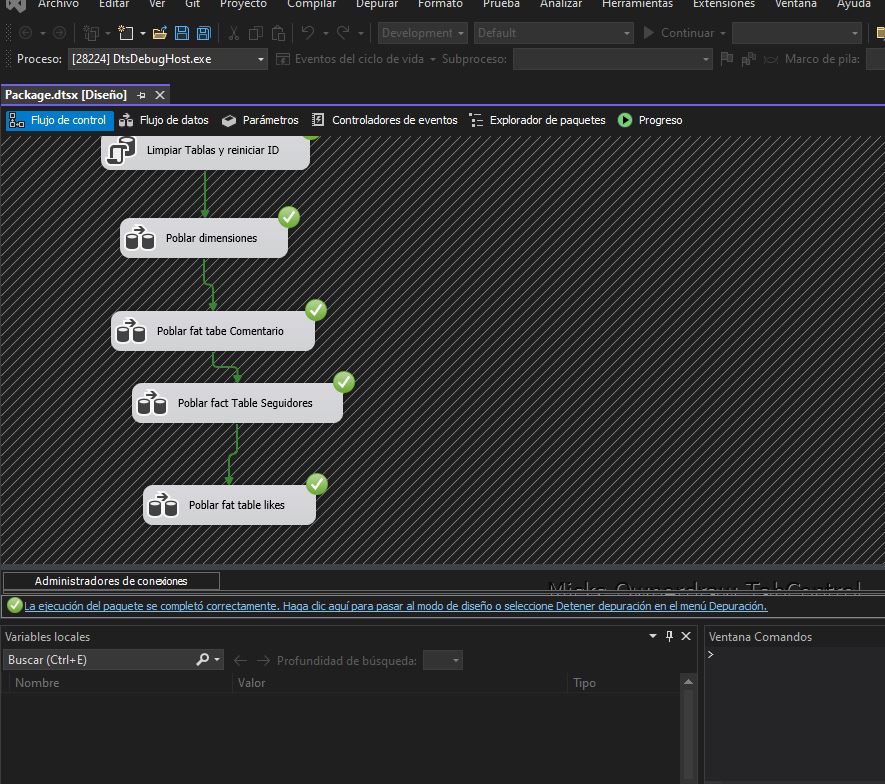 Archivo Editar Ver Git Proyecto Compilar Depurar Formato Prueba Analizar Herramientas Extensiones Ventana Ayuda
Development Default Continuar
Proceso: [28224] DtsDebugHost.exe Eventos del ciclo de vida Subproceso: Marco de pila:
Package.dtsx [Diseño]
Flujo de control Flujo de datos Parámetros Controladores de eventos Explorador de paquetes Progreso
Limpiar Tablas y reiniciar ID
Poblar dimensiones
Poblar fat tabe Comentario
Poblar fact Table Seguidores
Poblar fat table likes
Administradores de conexiones
La ejecución del paquete se completó correctamente. Haga clic aquí para pasar al modo de diseño o seleccione Detener depuración en el menú Depuración.
Variables locales
Buscar (Ctrl+E) Profundidad de búsqueda:
Nombre Valor Tipo
Ventana Comandos
>